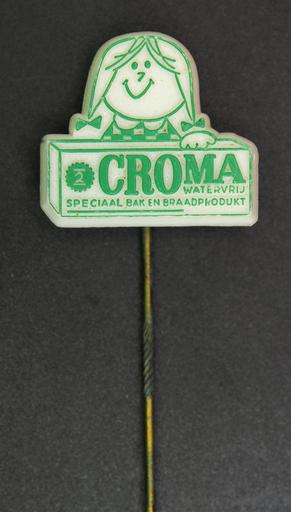 2 CROMA
WATERVRIJ
SPECIAAL BAK EN BRAADPRODUKT